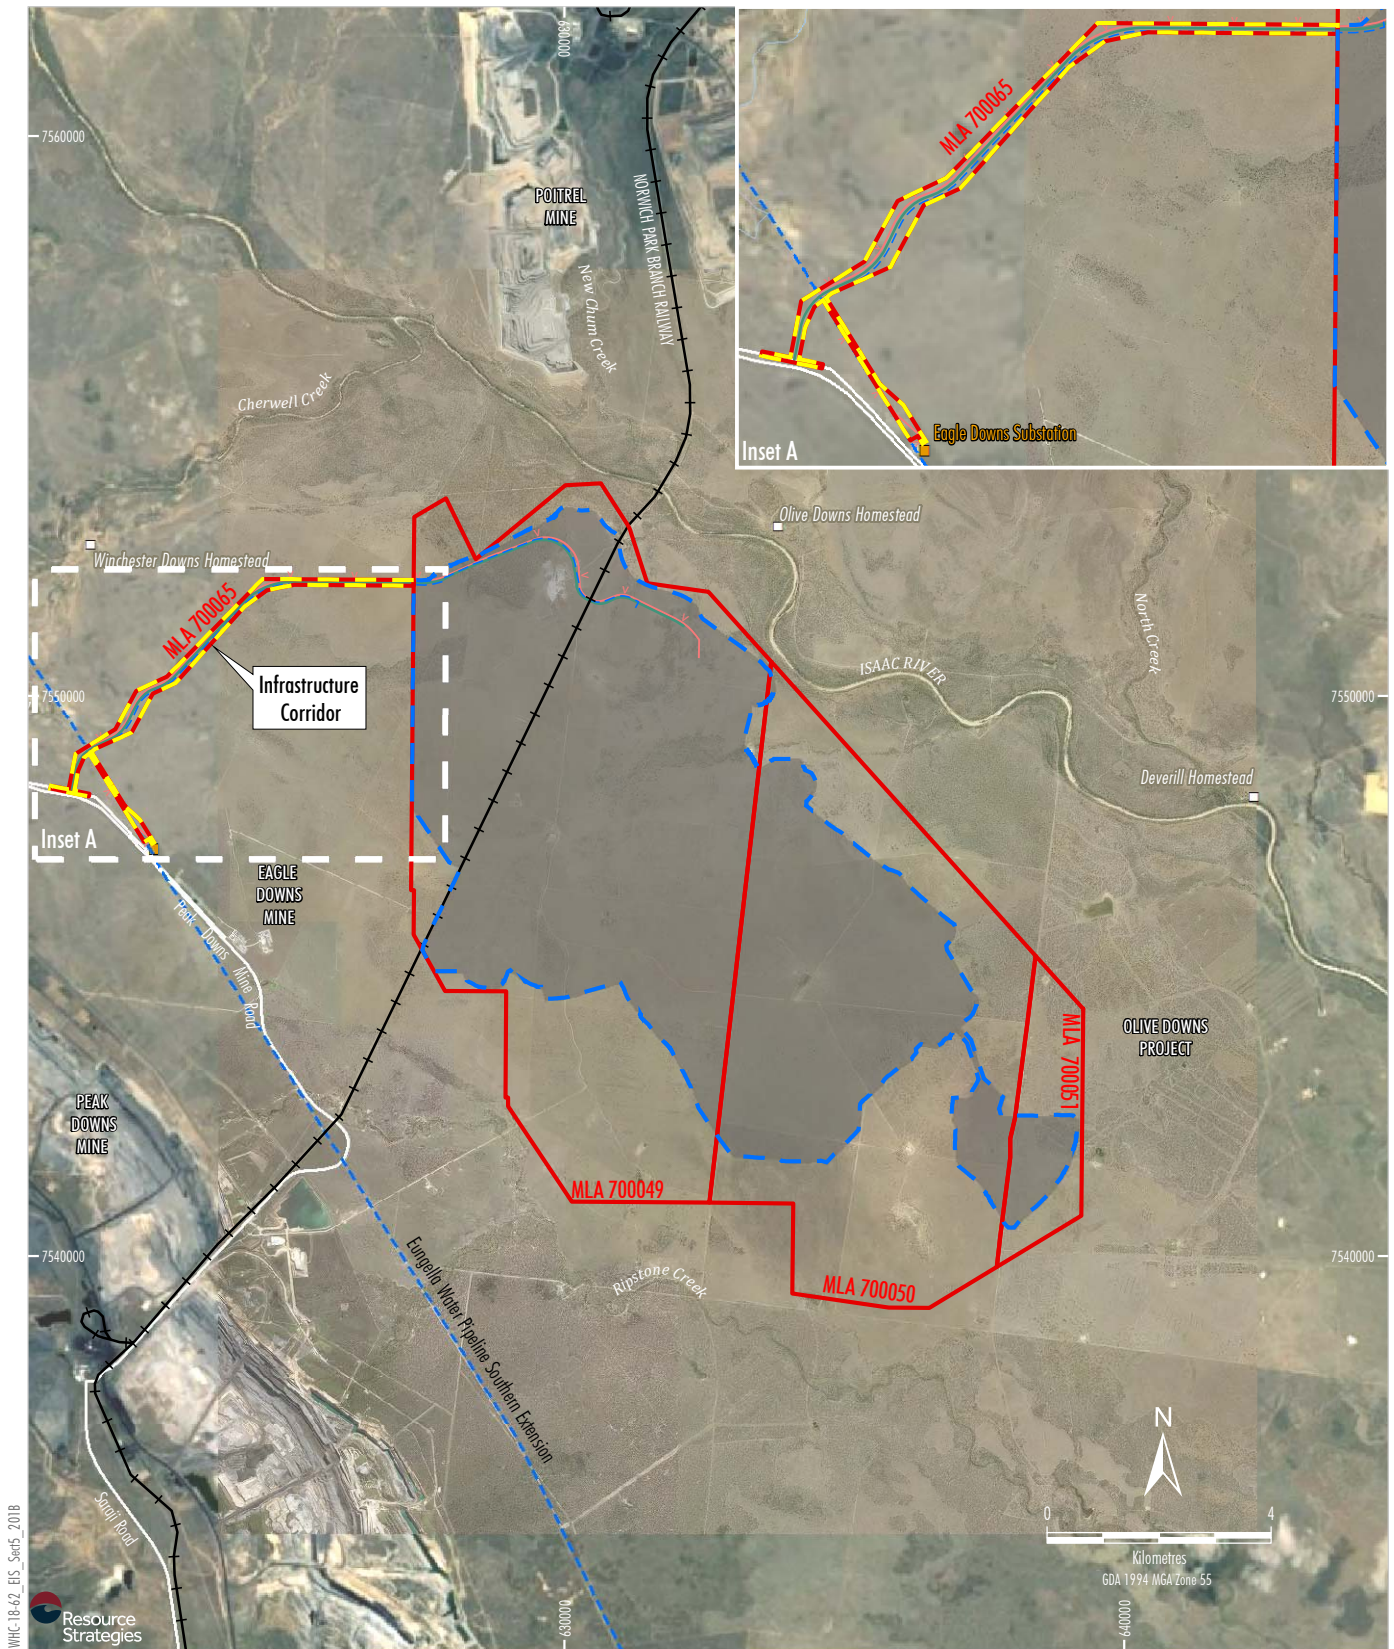 630000
7560000
POITREL
MINE
NORWICH PARK BRANCH RAILWAY
New Chum Creek
Cherwell Creek
MLA 700065
Eagle Downs Substation
Inset A
Olive Downs Homestead
Winchester Downs Homestead
MLA 700065
Infrastructure
Corridor
North Creek
ISAAC RIVER
7550000
7550000
Deverill Homestead
Inset A
EAGLE
DOWNS
MINE
Peak Downs Mine Road
MLA 700051
OLIVE DOWNS
PROJECT
PEAK
DOWNS
MINE
MLA 700049
Eungella Water Pipeline Southern Extension
7540000
7540000
Ripstone Creek
MLA 700050
N
0 4
Kilometres
GDA 1994 MGA Zone 55
Saraji Road
WHC-18-62_EIS_Sect5_201B
Resource
Strategies
630000
640000